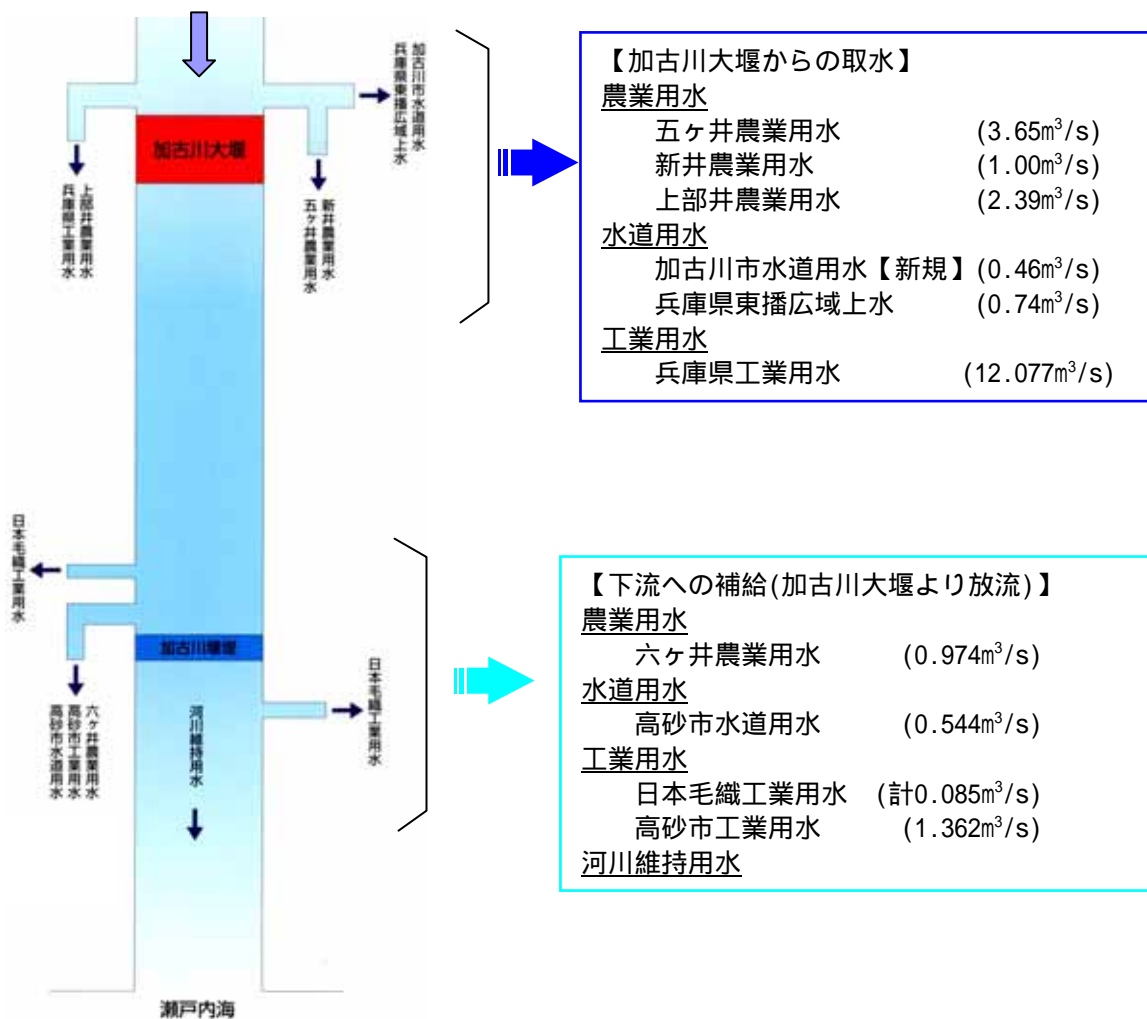 加古川市水道用水
兵庫県東播広域上水
加古川大堰
上部井農業用水
兵庫県工業用水
新井農業用水
五ヶ井農業用水
【加古川大堰からの取水】
農業用水
五ヶ井農業用水 (3.65m³/s)
新井農業用水 (1.00m³/s)
上部井農業用水 (2.39m³/s)
水道用水
加古川市水道用水【新規】(0.46m³/s)
兵庫県東播広域上水 (0.74m³/s)
工業用水
兵庫県工業用水 (12.077m³/s)
日本毛織工業用水
加古川堰堤
六ヶ井農業用水
高砂市工業用水
高砂市水道用水
河川維持用水
日本毛織工業用水
【下流への補給(加古川大堰より放流)】
農業用水
六ヶ井農業用水 (0.974m³/s)
水道用水
高砂市水道用水 (0.544m³/s)
工業用水
日本毛織工業用水 (計0.085m³/s)
高砂市工業用水 (1.362m³/s)
河川維持用水
瀬戸内海